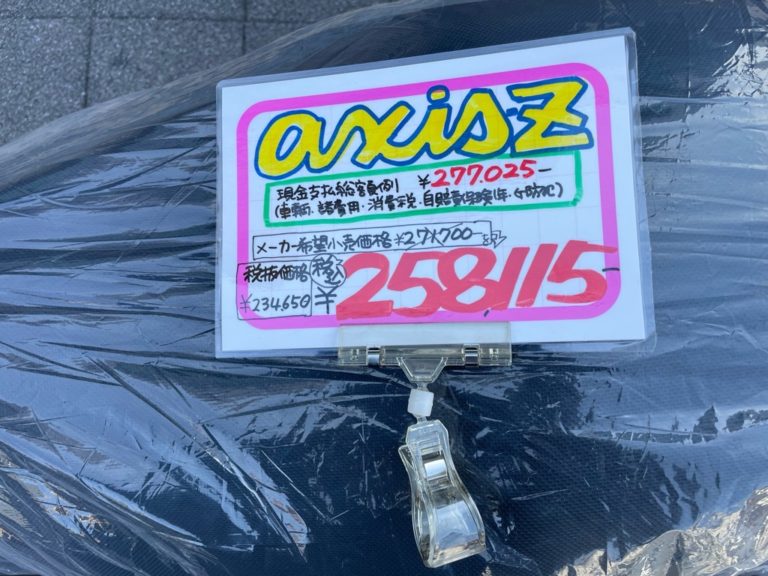 axis-Z
現金支払総額例 ¥277.025-
(車輌・諸費用・消費税・自賠責保険1年・G防犯)
メーカー希望小売価格¥271700-
税抜価格 税込
¥234.650 ¥258,115-